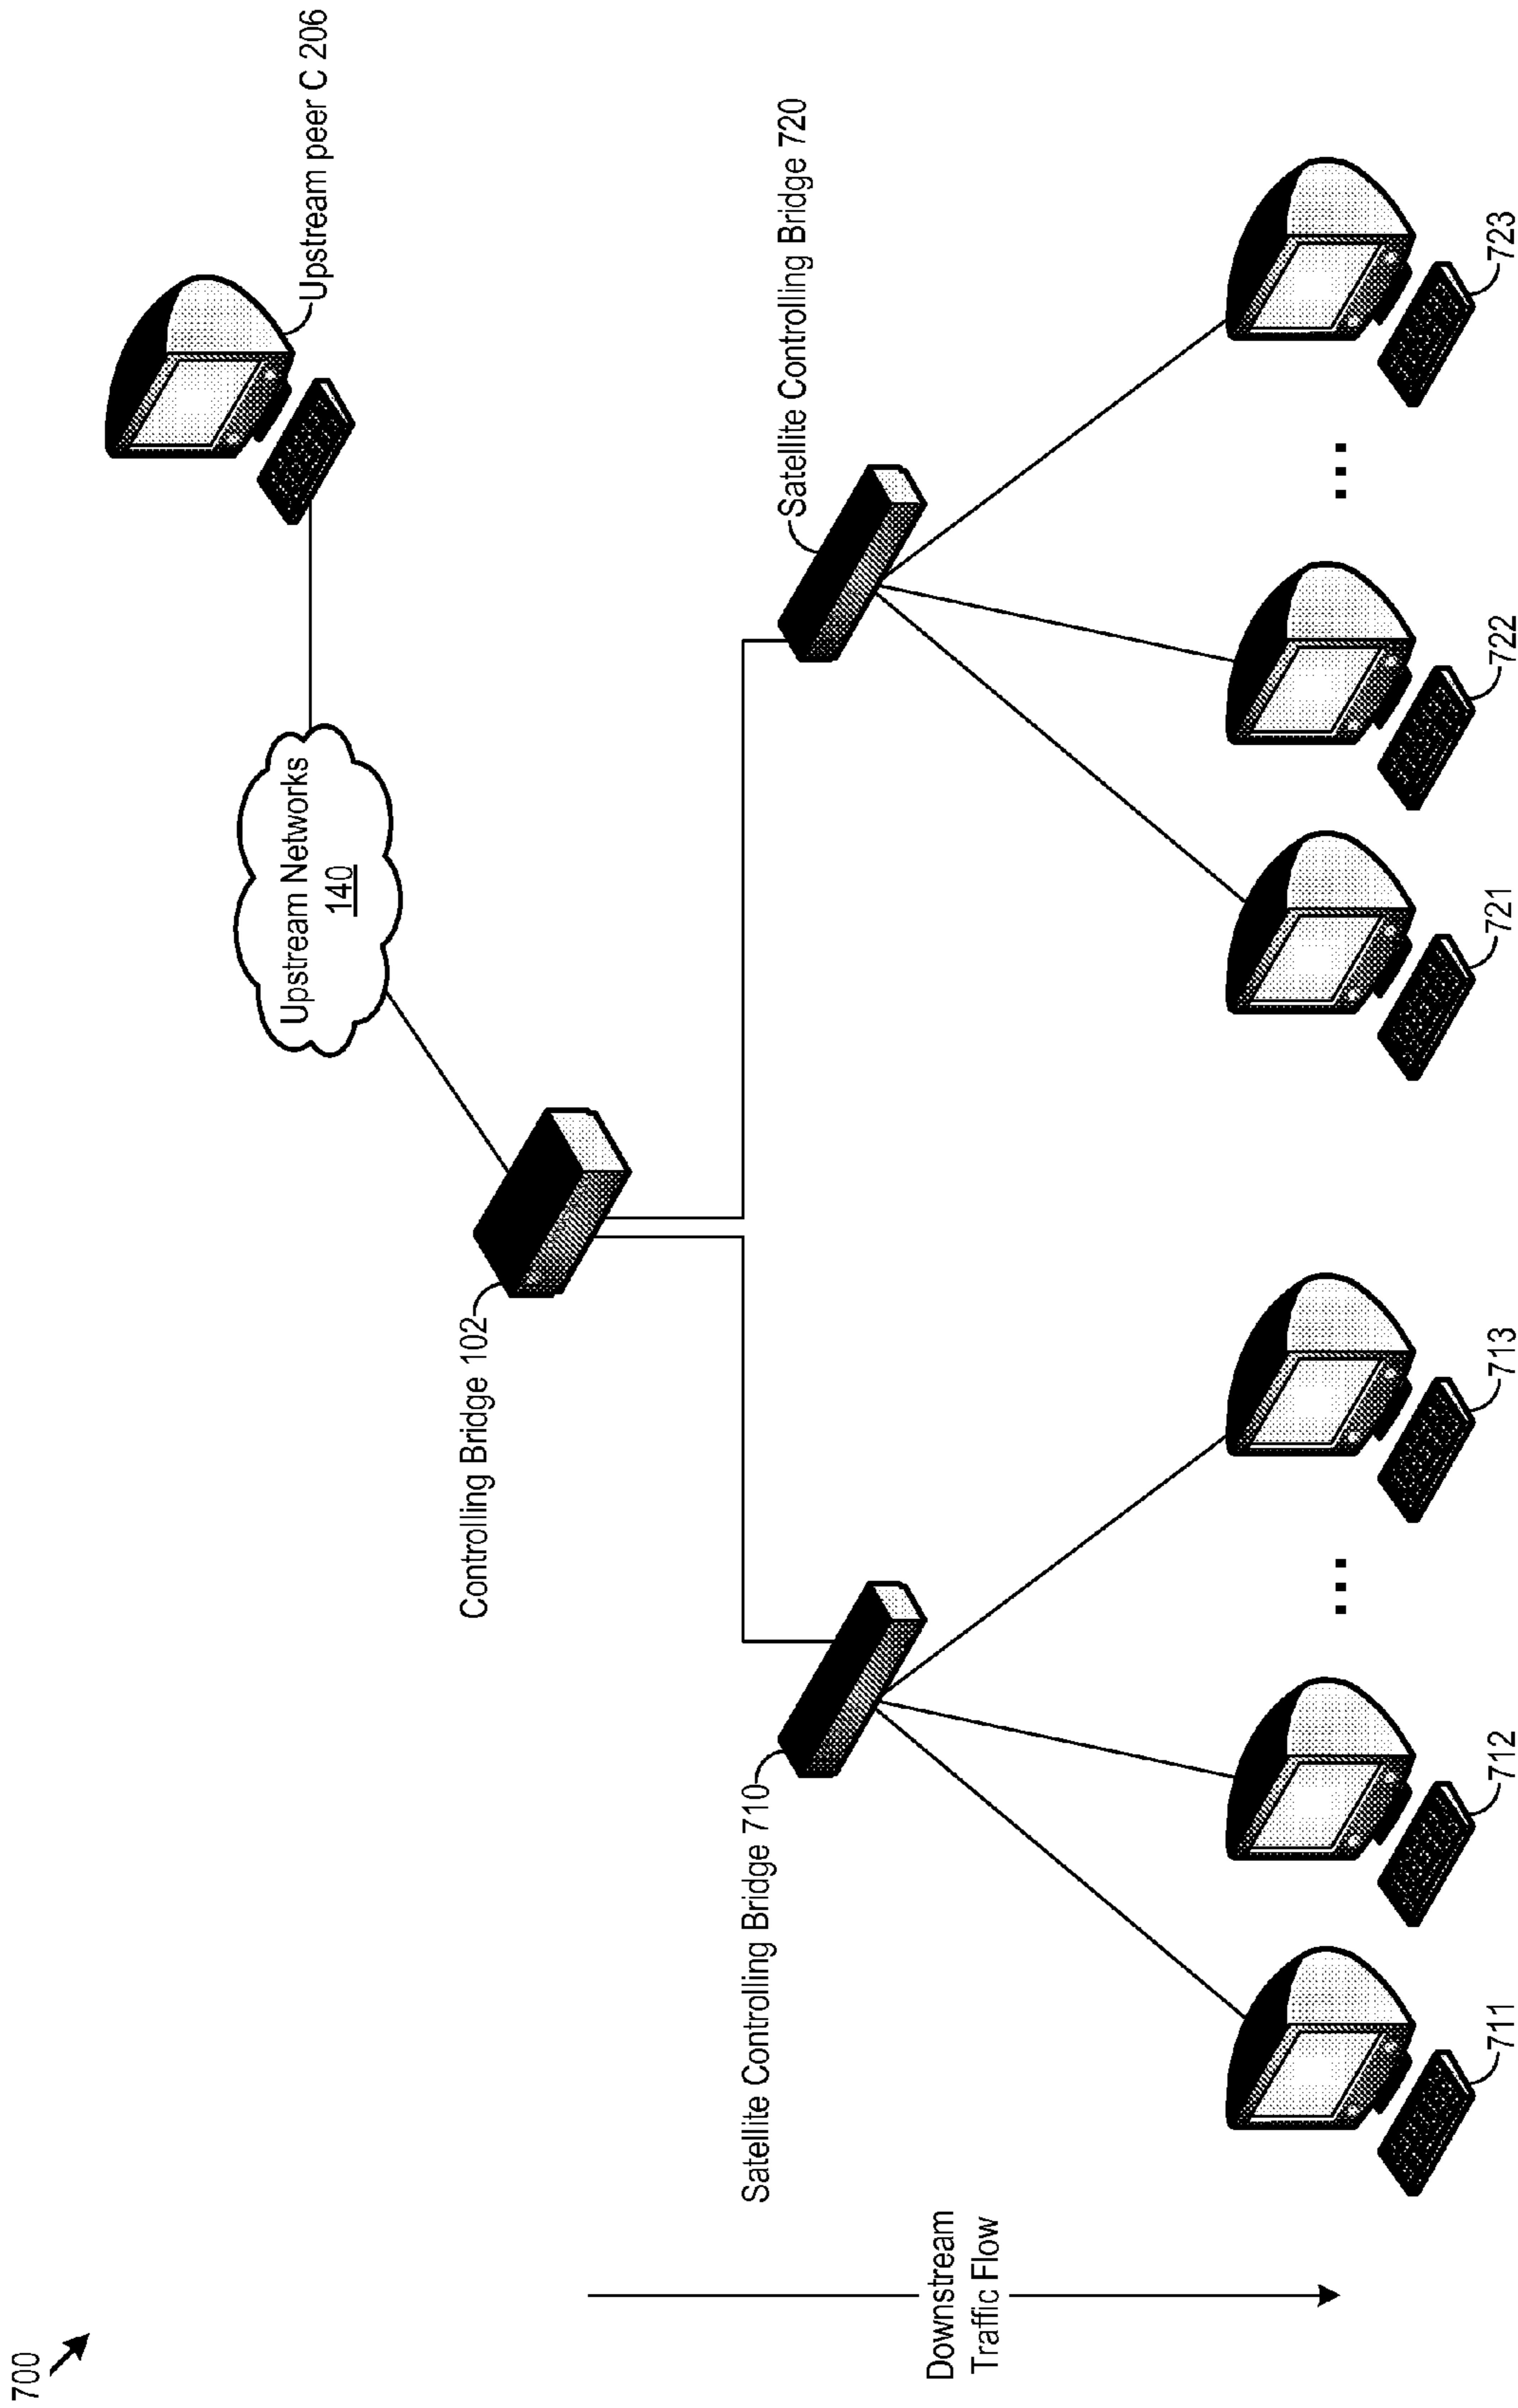 700
Upstream peer C 206
Upstream Networks
140
Controlling Bridge 102
Satellite Controlling Bridge 710
Satellite Controlling Bridge 720
Downstream
Traffic Flow
...
...
711
712
713
721
722
723